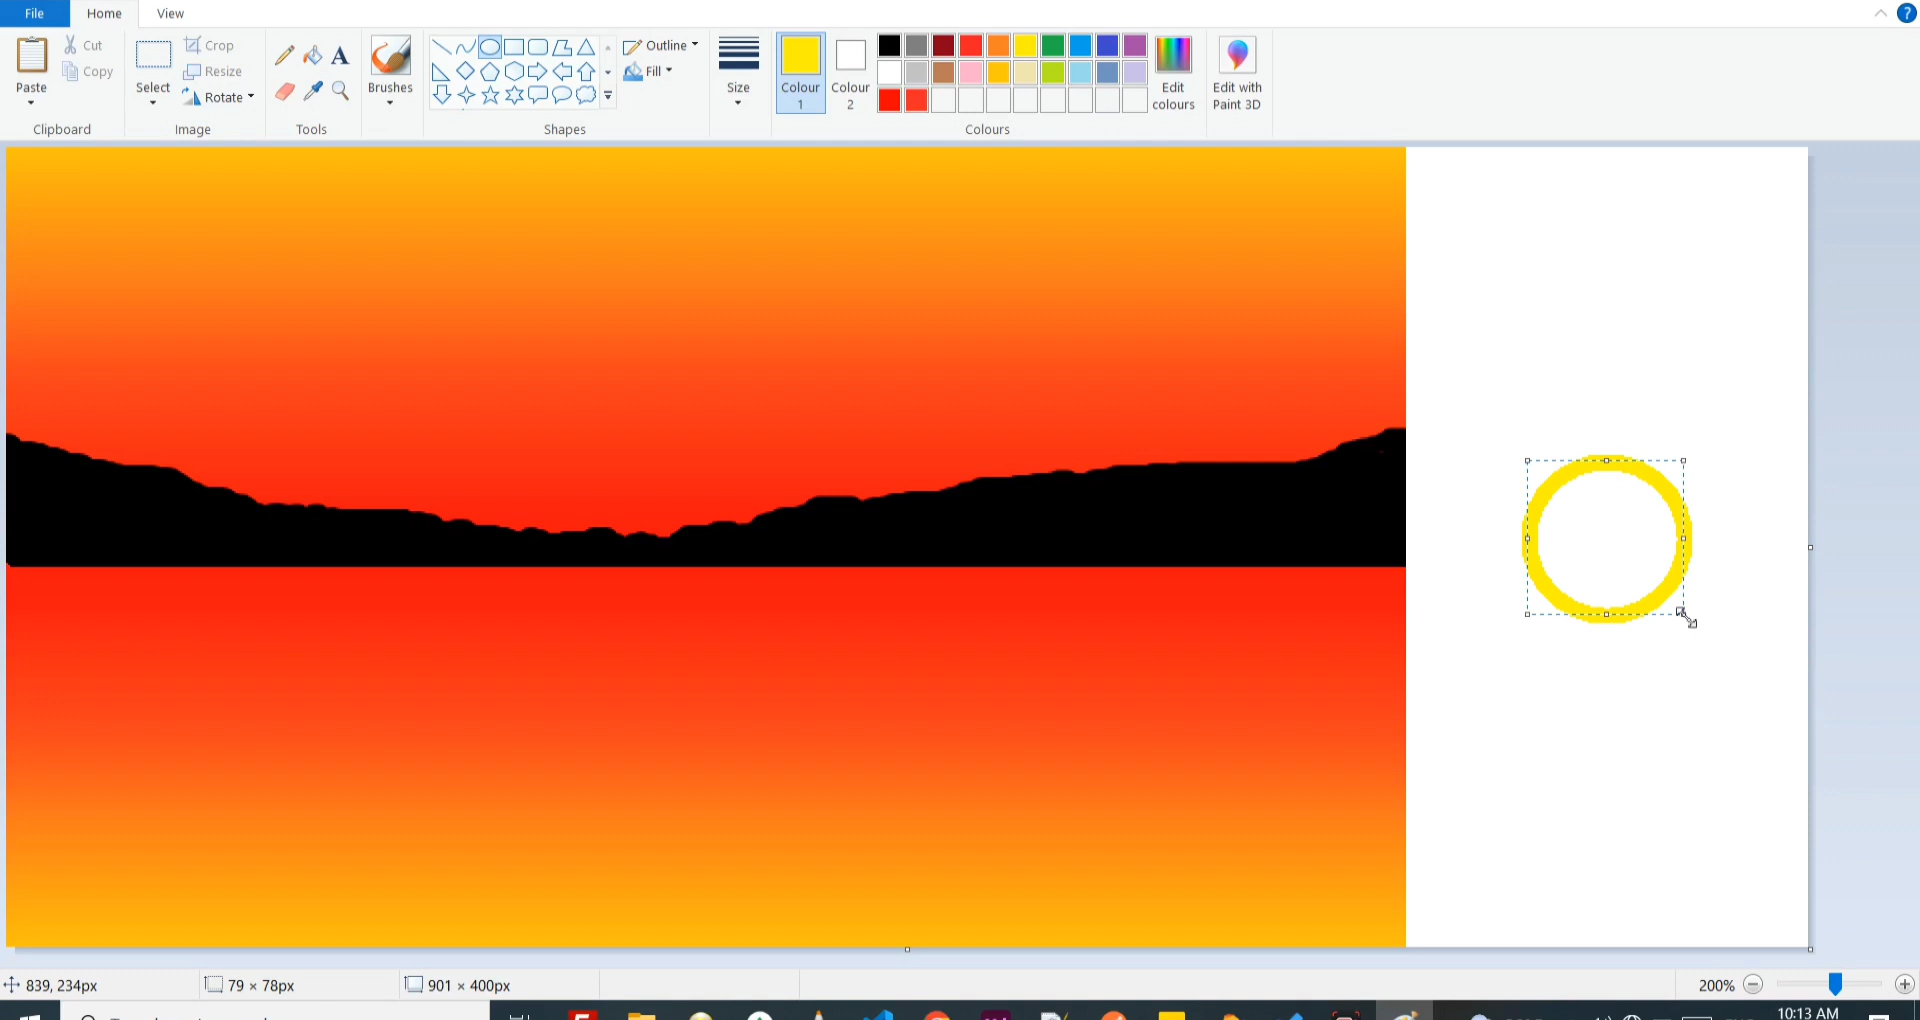 File Home View
Paste
Cut
Copy
Clipboard
Select
Crop
Resize
Rotate
Image
A
Tools
Brushes
Outline
Fill
Shapes
Size
Colour 1
Colour 2
Edit colours
Colours
Edit with Paint 3D
?
839, 234px 79 × 78px 901 × 400px 200%
10:13 AM